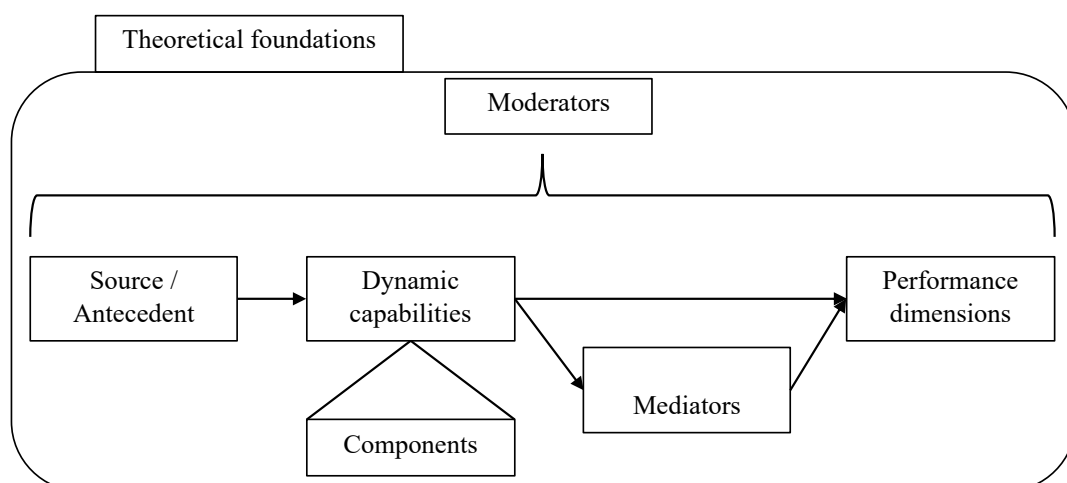 Theoretical foundations
Moderators
Source /
Antecedent
Dynamic
capabilities
Performance
dimensions
Mediators
Components